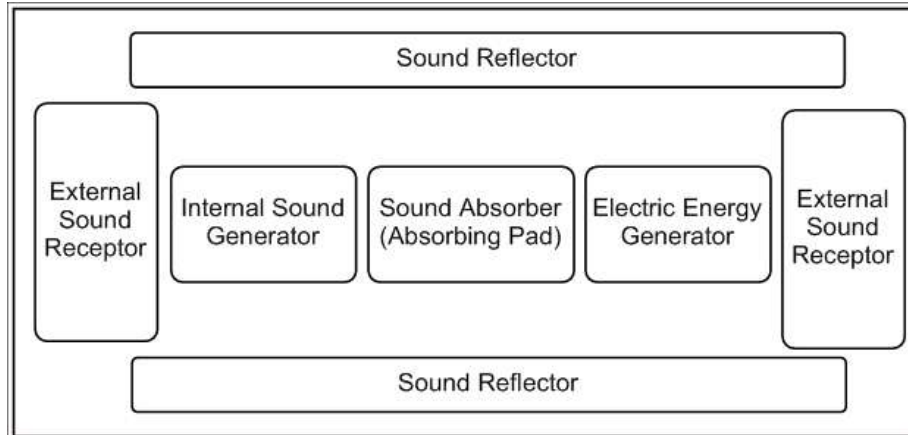 Sound Reflector
External
Sound
Receptor
Internal Sound
Generator
Sound Absorber
(Absorbing Pad)
Electric Energy
Generator
External
Sound
Receptor
Sound Reflector